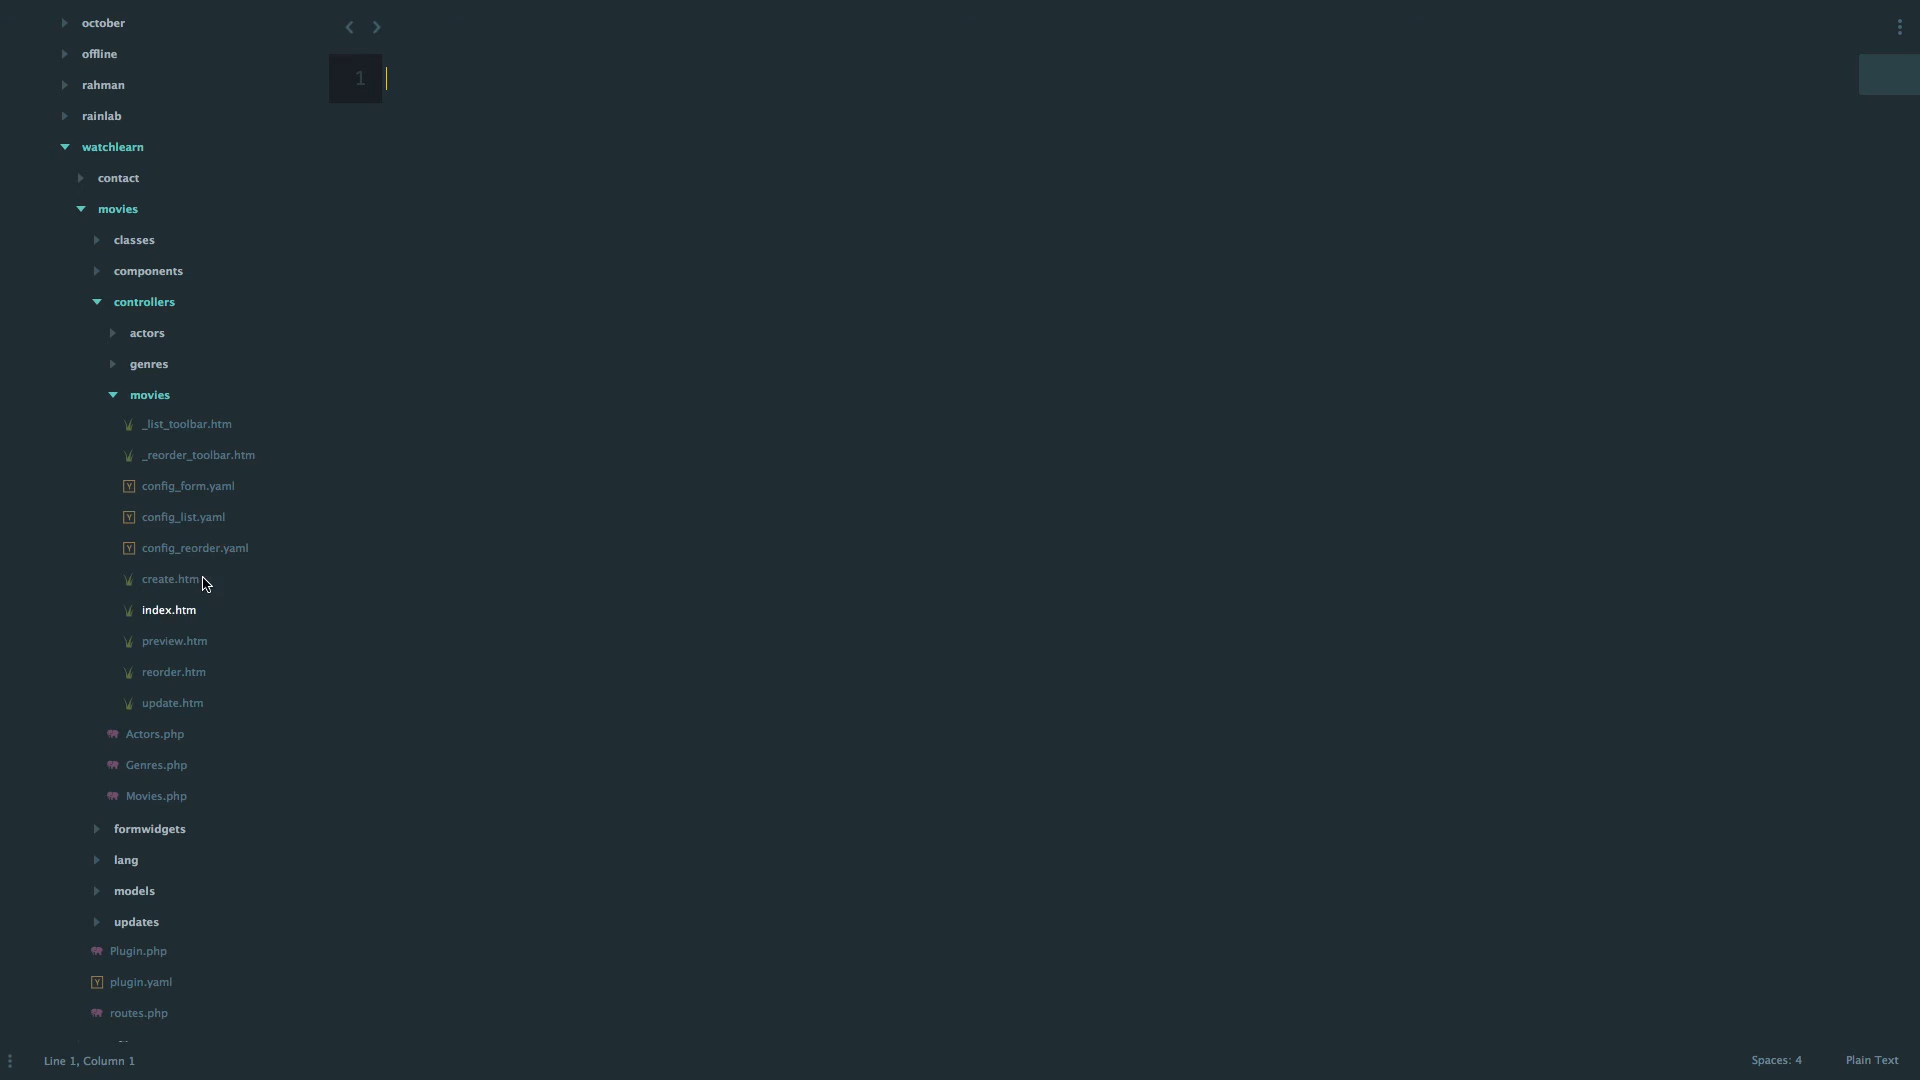 october
offline
rahman
rainlab
watchlearn
contact
movies
classes
components
controllers
actors
genres
movies
_list_toolbar.htm
_reorder_toolbar.htm
config_form.yaml
config_list.yaml
config_reorder.yaml
create.htm
index.htm
preview.htm
reorder.htm
update.htm
Actors.php
Genres.php
Movies.php
formwidgets
lang
models
updates
Plugin.php
plugin.yaml
routes.php
1
Line 1, Column 1
Spaces: 4
Plain Text